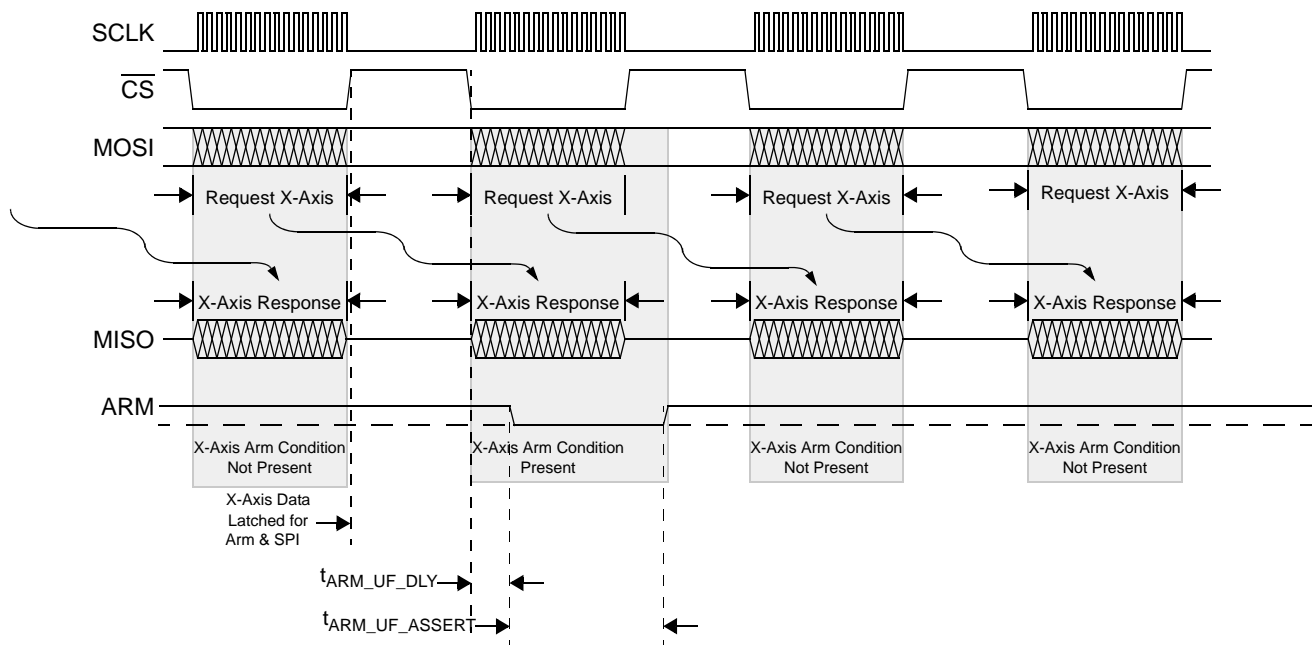 SCLK
CS
MOSI
Request X-Axis
Request X-Axis
Request X-Axis
Request X-Axis
X-Axis Response
X-Axis Response
X-Axis Response
X-Axis Response
MISO
ARM
X-Axis Arm Condition
Not Present
X-Axis Arm Condition
Present
X-Axis Arm Condition
Not Present
X-Axis Arm Condition
Not Present
X-Axis Data
Latched for
Arm & SPI
tARM_UF_DLY
tARM_UF_ASSERT